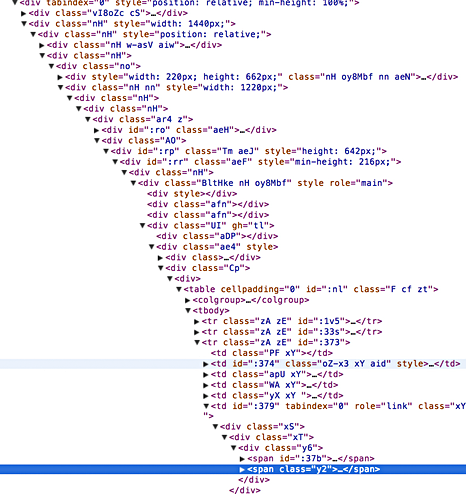 ▼<div tabindex="0" style="position: relative; min-height: 100%;">
▶<div class="vI8oZc cS">…</div>
▼<div class="nH" style="width: 1440px;">
▼<div class="nH" style="position: relative;">
▶<div class="nH w-asV aiw">…</div>
▼<div class="nH">
▼<div class="no">
▶<div style="width: 220px; height: 662px;" class="nH oy8Mbf nn aeN">…</div>
▼<div class="nH nn" style="width: 1220px;">
▼<div class="nH">
▼<div class="nH">
▼<div class="ar4 z">
▶<div id=":ro" class="aeH">…</div>
▼<div class="AO">
▼<div id=":rp" class="Tm aeJ" style="height: 642px;">
▼<div id=":rr" class="aeF" style="min-height: 216px;">
▼<div class="nH">
▼<div class="BltHke nH oy8Mbf" style role="main">
<div style></div>
<div class="afn"></div>
<div class="afn"></div>
▼<div class="UI" gh="tl">
<div class="aDP"></div>
▼<div class="ae4" style>
▶<div class>…</div>
▼<div class="Cp">
▼<div>
▼<table cellpadding="0" id=":nl" class="F cf zt">
▶<colgroup>…</colgroup>
▼<tbody>
▶<tr class="zA zE" id=":1v5">…</tr>
▶<tr class="zA zE" id=":33s">…</tr>
▼<tr class="zA zE" id=":373">
<td class="PF xY"></td>
▶<td id=":374" class="oZ-x3 xY aid" style>…</td>
▶<td class="apU xY">…</td>
▶<td class="WA xY">…</td>
▶<td class="yX xY ">…</td>
▼<td id=":379" tabindex="0" role="link" class="xY
">
▼<div class="xS">
▼<div class="xT">
▼<div class="y6">
▶<span id=":37b">…</span>
▶<span class="y2">…</span>
</div>
</div>